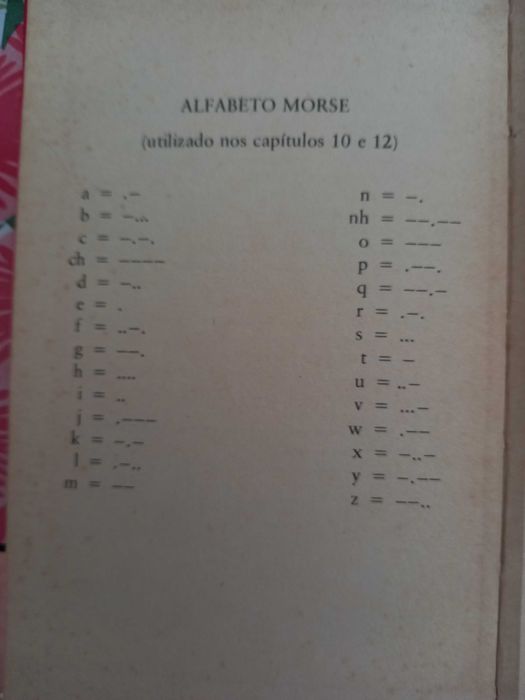 ALFABETO MORSE
(utilizado nos capítulos 10 e 12)
a = .–
b = –...
c = –.–.
ch = ––––
d = –..
e = .
f = ..–.
g = ––.
h = ....
i = ..
j = .–––
k = –.–
l = .–..
m = ––
n = –.
nh = ––.––
o = –––
p = .––.
q = ––.–
r = .–.
s = ...
t = –
u = ..–
v = ...–
w = .––
x = –..–
y = –.––
z = ––..